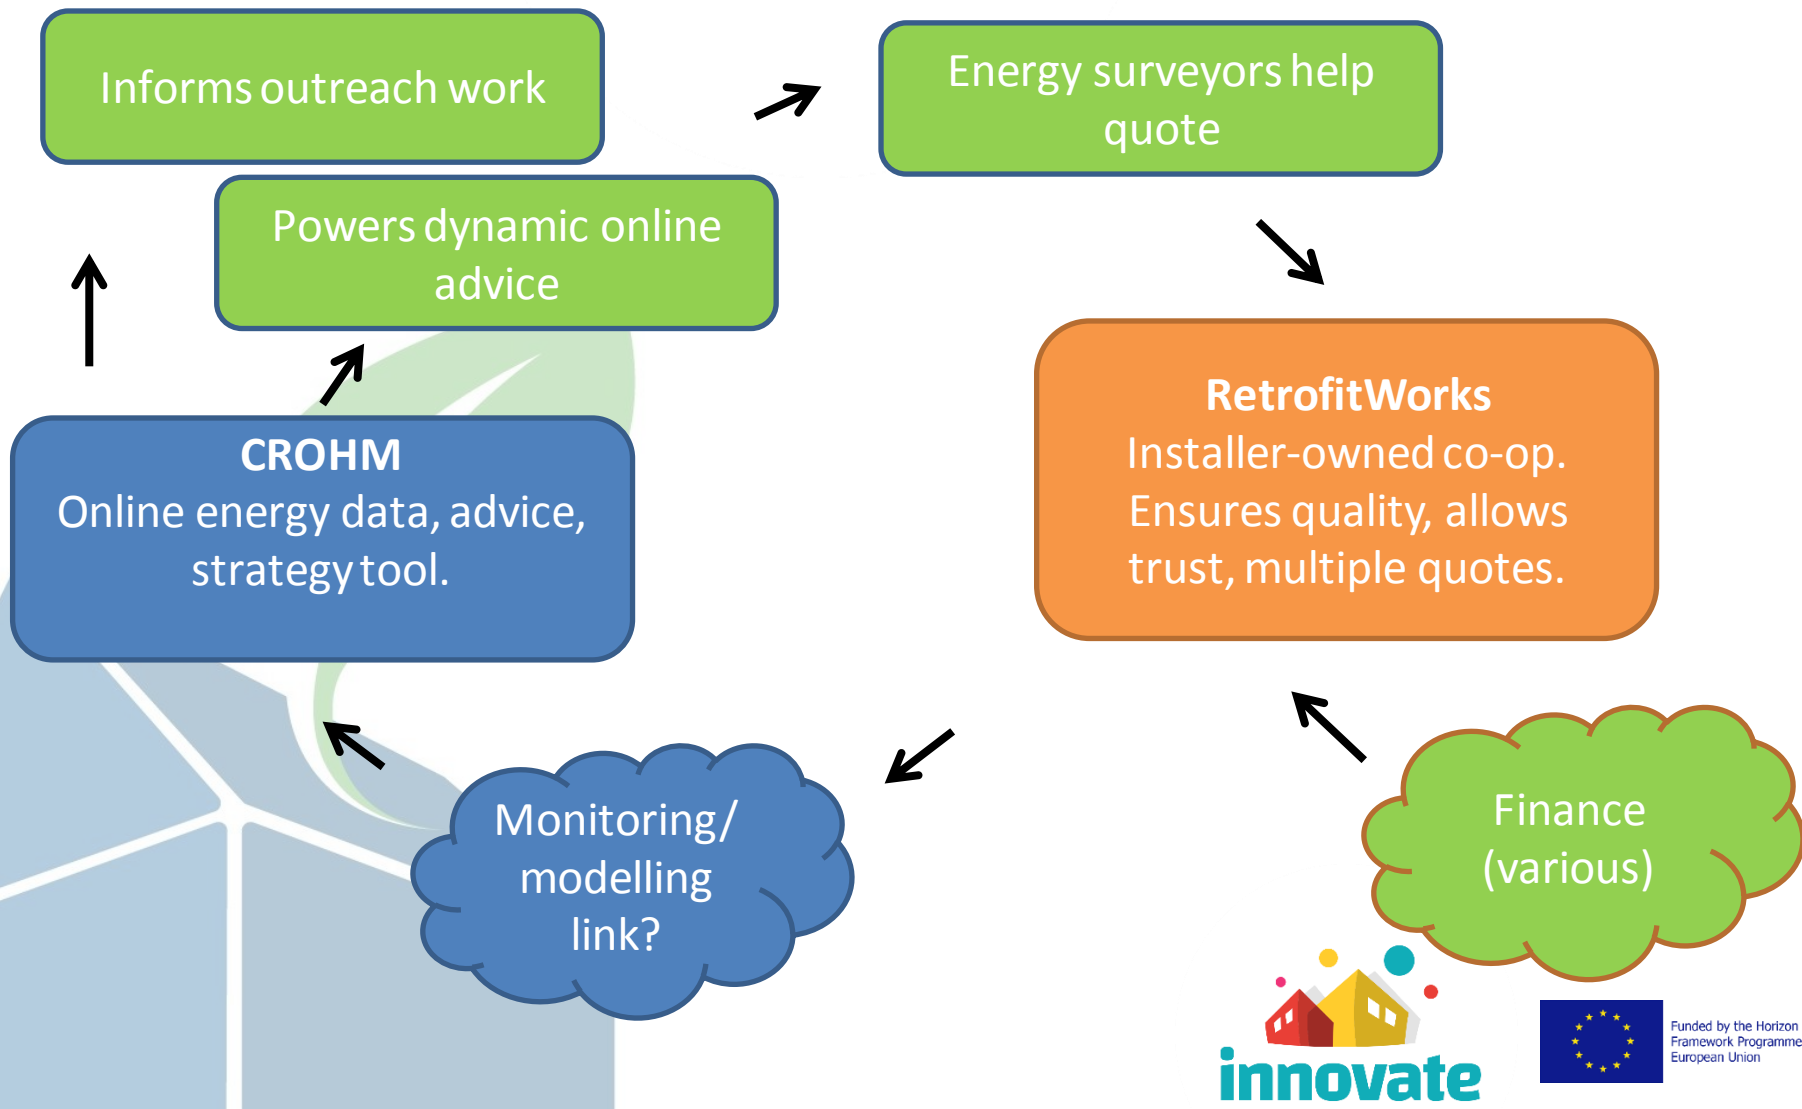 Informs outreach work
Energy surveyors help
quote
Powers dynamic online
advice
CROHM
Online energy data, advice,
strategy tool.
RetrofitWorks
Installer-owned co-op.
Ensures quality, allows
trust, multiple quotes.
Monitoring/
modelling
link?
Finance
(various)
innovate
Funded by the Horizon
Framework Programme
European Union